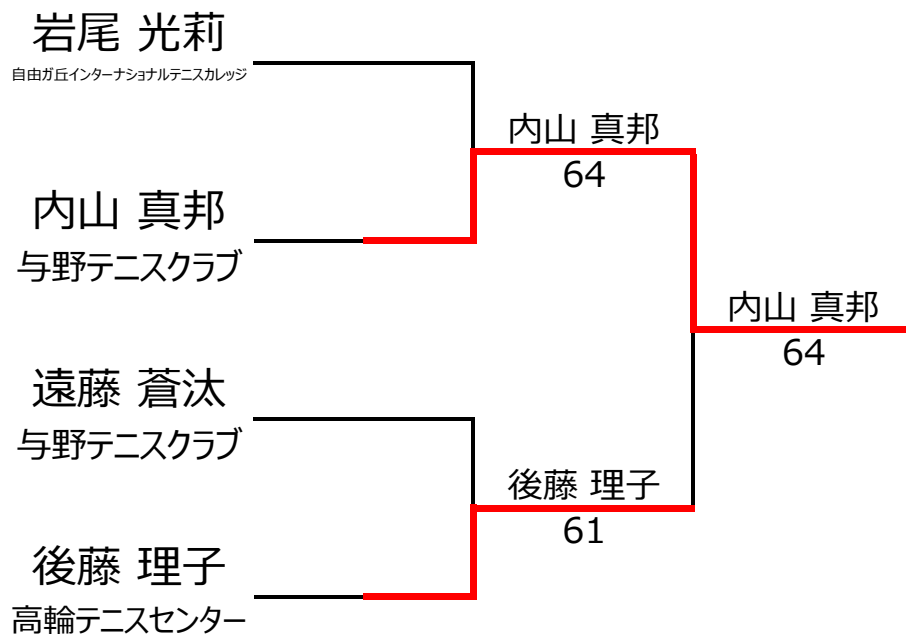 岩尾 光莉
自由ガ丘インターナショナルテニスカレッジ
内山 真邦
64
内山 真邦
与野テニスクラブ
内山 真邦
64
遠藤 蒼汰
与野テニスクラブ
後藤 理子
61
後藤 理子
高輪テニスセンター